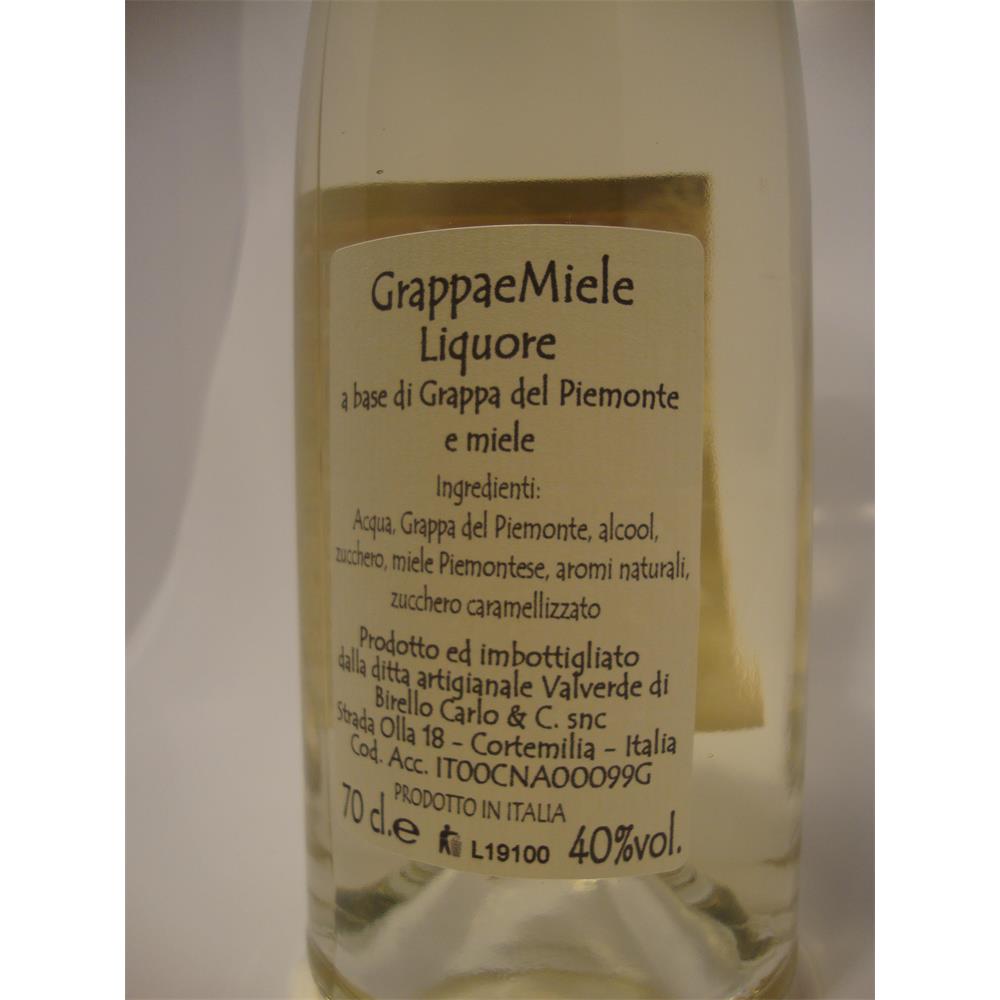 GrappaeMiele
Liquore
a base di Grappa del Piemonte
e miele
Ingredienti:
Acqua, Grappa del Piemonte, alcool,
zucchero, miele Piemontese, aromi naturali,
zucchero caramellizzato
Prodotto ed imbottigliato
dalla ditta artigianale Valverde di
Birello Carlo & C. snc
Strada Olla 18 - Cortemilia - Italia
Cod. Acc. IT00CNA00099G
PRODOTTO IN ITALIA
70 cl.e L19100 40%vol.